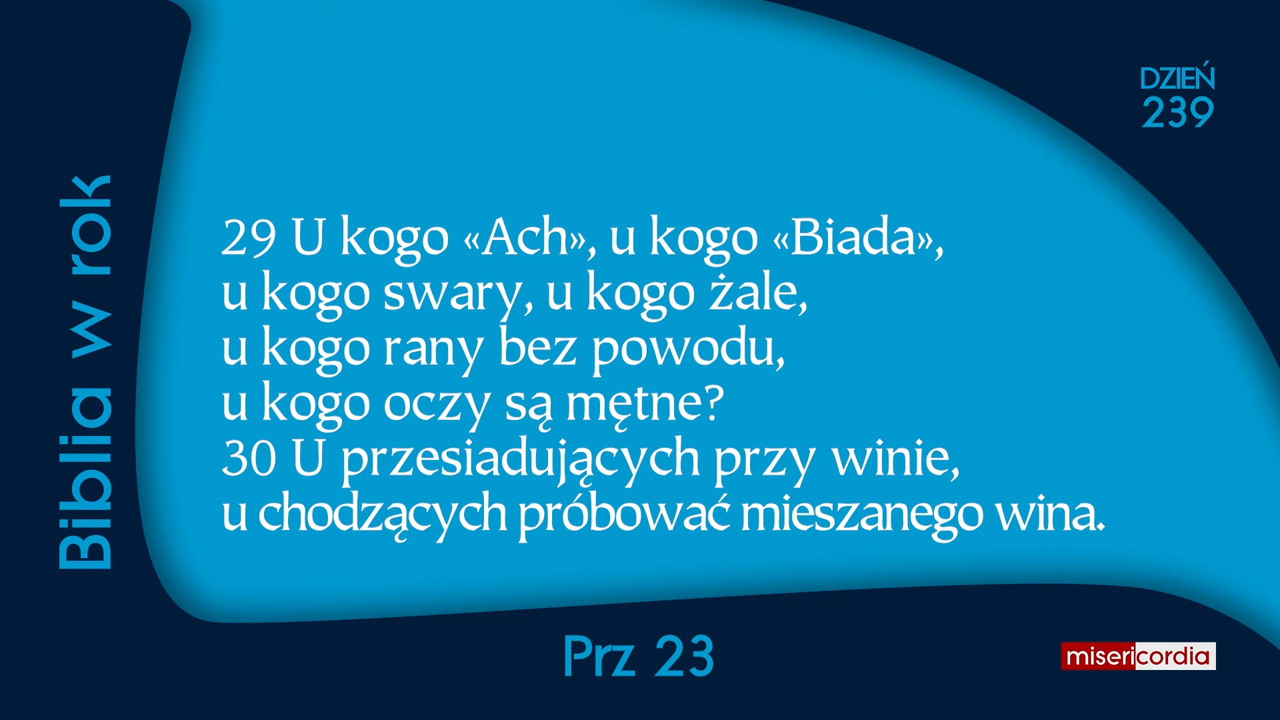 DZIEŃ
239
Biblia w rok
29 U kogo «Ach», u kogo «Biada»,
u kogo swary, u kogo żale,
u kogo rany bez powodu,
u kogo oczy są mętne?
30 U przesiadujących przy winie,
u chodzących próbować mieszanego wina.
Prz 23
misericordia